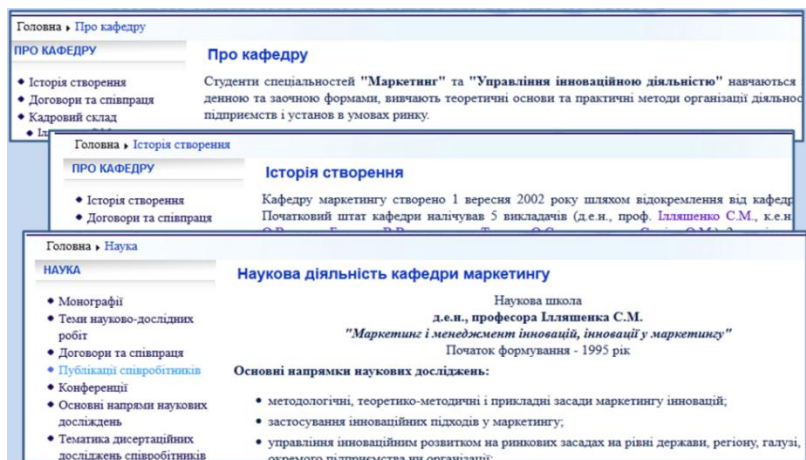 Головна ▸ Про кафедру
ПРО КАФЕДРУ
Історія створення
Договори та співпраця
Кадровий склад
Про кафедру
Студенти спеціальностей "Маркетинг" та "Управління інноваційною діяльністю" навчаються
денною та заочною формами, вивчають теоретичні основи та практичні методи організації діяльнос
підприємств і установ в умовах ринку.
Головна ▸ Історія створення
ПРО КАФЕДРУ
Історія створення
Договори та співпраця
Історія створення
Кафедру маркетингу створено 1 вересня 2002 року шляхом відокремлення від кафедр
Початковий штат кафедри налічував 5 викладачів (д.е.н., проф. Ілляшенко С.М., к.е.н
Головна ▸ Наука
НАУКА
Монографії
Теми науково-дослідних
робіт
Договори та співпраця
Публікації співробітників
Конференції
Основні напрями наукових
досліждень
Тематика дисертаційних
досліджень співробітників
Наукова діяльність кафедри маркетингу
Наукова школа
д.е.н., професора Ілляшенка С.М.
"Маркетинг і менеджмент інновацій, інновації у маркетингу"
Початок формування - 1995 рік
Основні напрямки наукових досліджень:
методологічні, теоретико-методичні і прикладні засади маркетингу інновацій;
застосування інноваційних підходів у маркетингу;
управління інноваційним розвитком на ринкових засадах на рівні держави, регіону, галузі,
окремого підприємства чи організації;